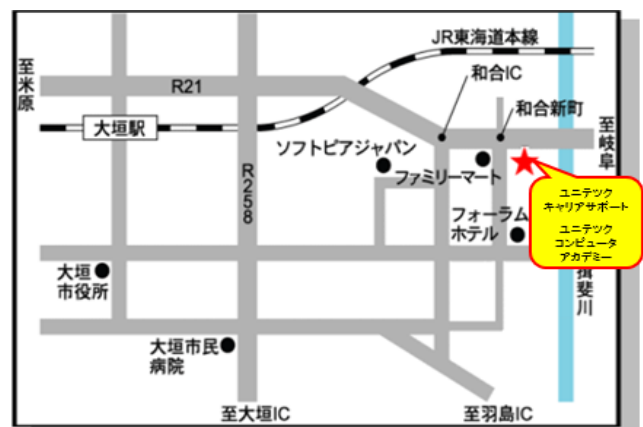 JR東海道本線
至米原
和合IC
R21
和合新町
至岐阜
大垣駅
ソフトピアジャパン
ファミリーマート
R258
ユニテック
キャリアサポート
ユニテック
コンピュータ
アカデミー
フォーラム
ホテル
大垣
市役所
揖斐川
大垣市民
病院
至大垣IC
至羽島IC